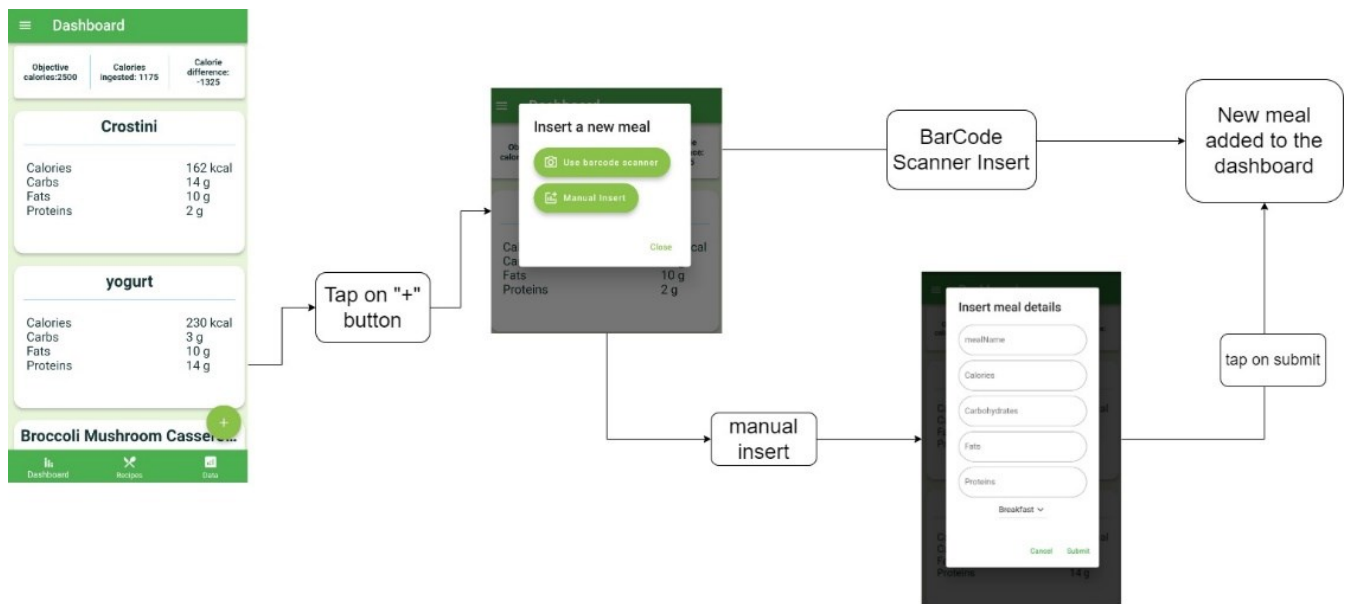 Dashboard
Objective calories:2500
Calories ingested: 1175
Calorie difference: -1325
Crostini
Calories 162 kcal
Carbs 14 g
Fats 10 g
Proteins 2 g
yogurt
Calories 230 kcal
Carbs 3 g
Fats 10 g
Proteins 14 g
+
Broccoli Mushroom Cassero...
Dashboard Recipes Data
Tap on "+"
button
Dashboard
Insert a new meal
Use barcode scanner
Manual Insert
Close
Fats 10 g
Proteins 2 g
BarCode
Scanner Insert
New meal
added to the
dashboard
manual
insert
Insert meal details
mealName
Calories
Carbohydrates
Fats
Proteins
Breakfast
Cancel Submit
Proteins 14 g
tap on submit